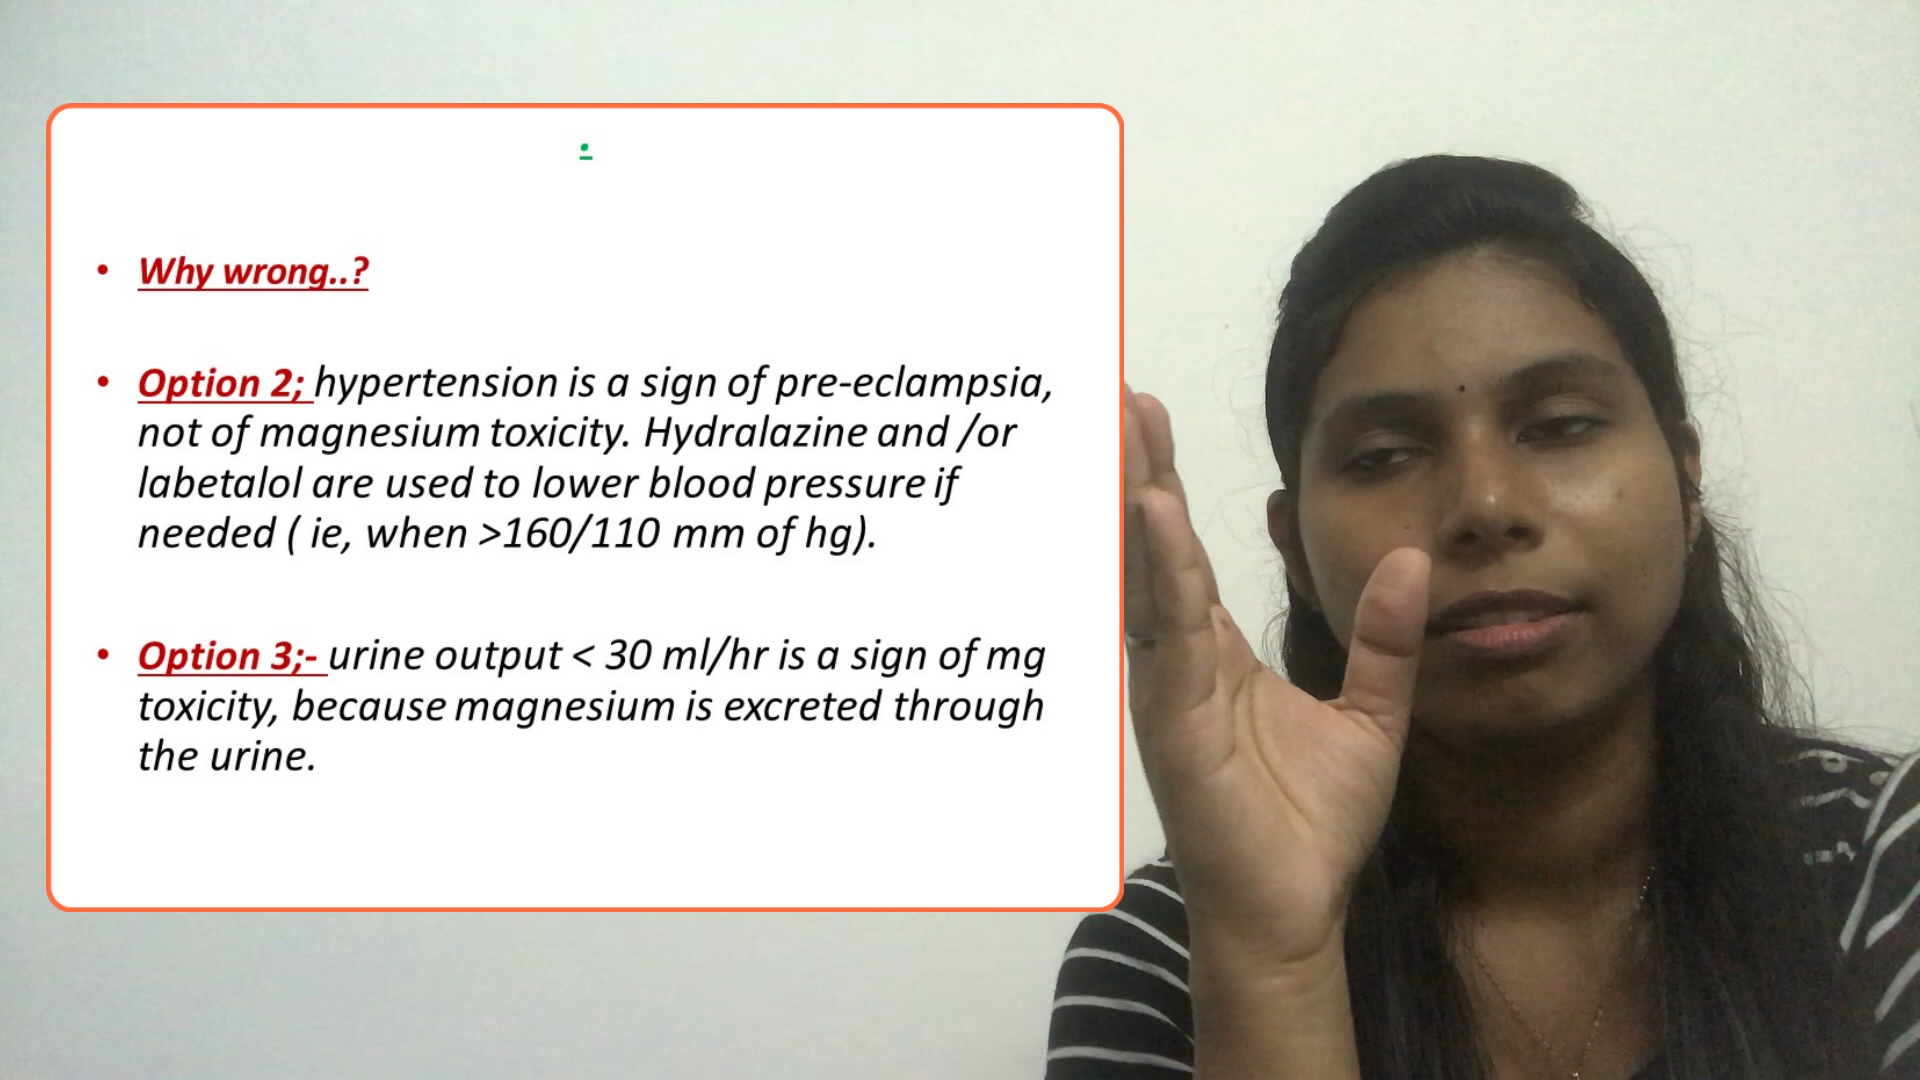 .
• Why wrong..?
• Option 2; hypertension is a sign of pre-eclampsia,
not of magnesium toxicity. Hydralazine and /or
labetalol are used to lower blood pressure if
needed ( ie, when >160/110 mm of hg).
• Option 3;- urine output < 30 ml/hr is a sign of mg
toxicity, because magnesium is excreted through
the urine.